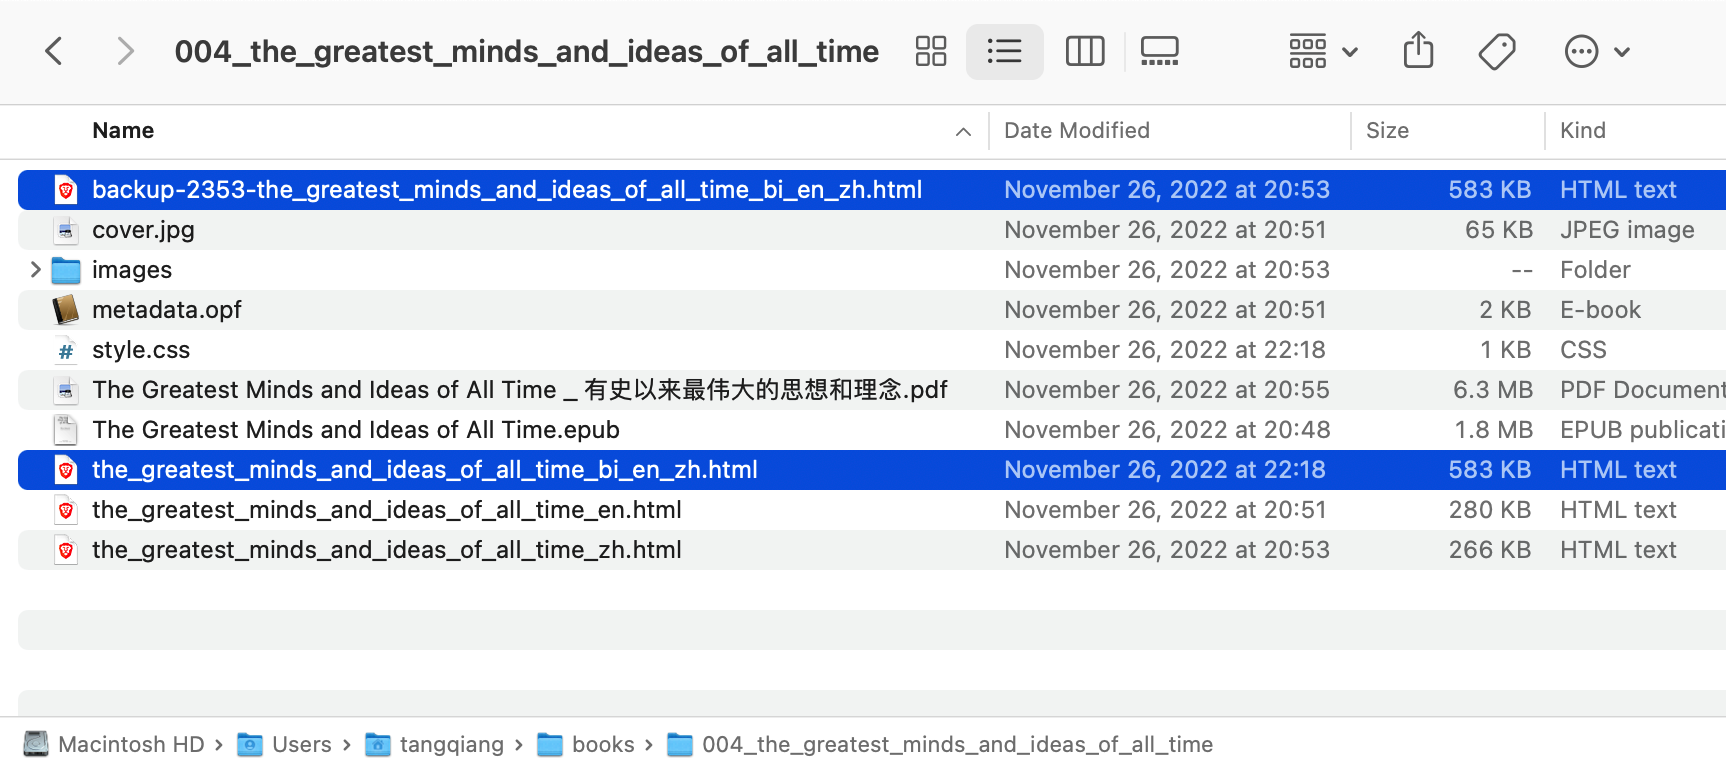 004_the_greatest_minds_and_ideas_of_all_time
Name Date Modified Size Kind
backup-2353-the_greatest_minds_and_ideas_of_all_time_bi_en_zh.html November 26, 2022 at 20:53 583 KB HTML text
cover.jpg November 26, 2022 at 20:51 65 KB JPEG image
images November 26, 2022 at 20:53 -- Folder
metadata.opf November 26, 2022 at 20:51 2 KB E-book
style.css November 26, 2022 at 22:18 1 KB CSS
The Greatest Minds and Ideas of All Time _ 有史以来最伟大的思想和理念.pdf November 26, 2022 at 20:55 6.3 MB PDF Document
The Greatest Minds and Ideas of All Time.epub November 26, 2022 at 20:48 1.8 MB EPUB publicati
the_greatest_minds_and_ideas_of_all_time_bi_en_zh.html November 26, 2022 at 22:18 583 KB HTML text
the_greatest_minds_and_ideas_of_all_time_en.html November 26, 2022 at 20:51 280 KB HTML text
the_greatest_minds_and_ideas_of_all_time_zh.html November 26, 2022 at 20:53 266 KB HTML text
Macintosh HD › Users › tangqiang › books › 004_the_greatest_minds_and_ideas_of_all_time